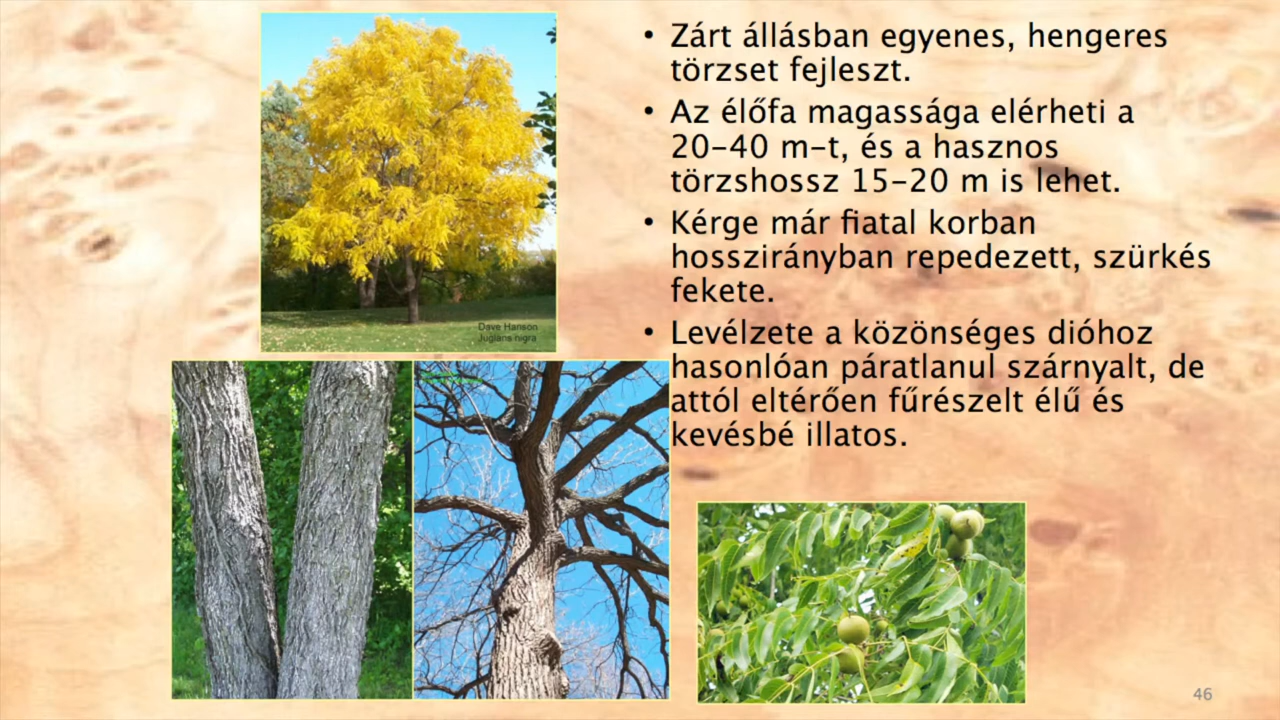 • Zárt állásban egyenes, hengeres
törzset fejleszt.
• Az élőfa magassága elérheti a
20-40 m-t, és a hasznos
törzshossz 15-20 m is lehet.
• Kérge már fiatal korban
hosszirányban repedezett, szürkés
fekete.
• Levélzete a közönséges dióhoz
hasonlóan páratlanul szárnyalt, de
attól eltérően fűrészelt élű és
kevésbé illatos.
Dave Hanson
Juglans nigra
46